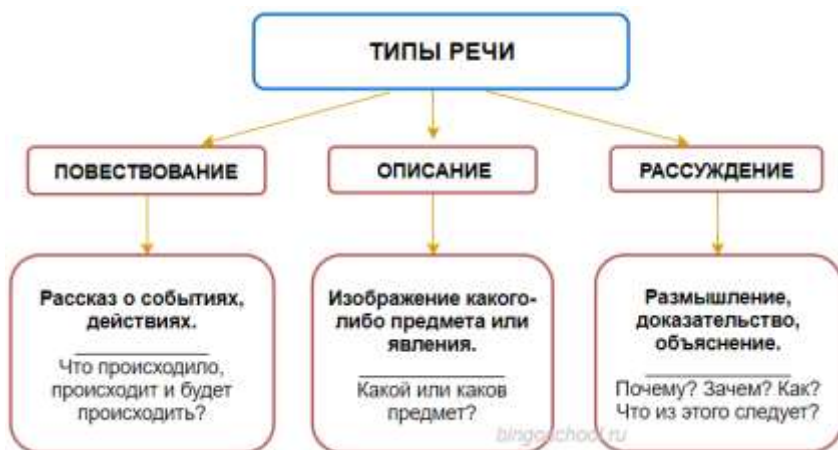 ТИПЫ РЕЧИ
ПОВЕСТВОВАНИЕ
ОПИСАНИЕ
РАССУЖДЕНИЕ
Рассказ о событиях,
действиях.
Что происходило,
происходит и будет
происходить?
Изображение какого-
либо предмета или
явления.
Какой или каков
предмет?
Размышление,
доказательство,
объяснение.
Почему? Зачем? Как?
Что из этого следует?
bingoschool.ru